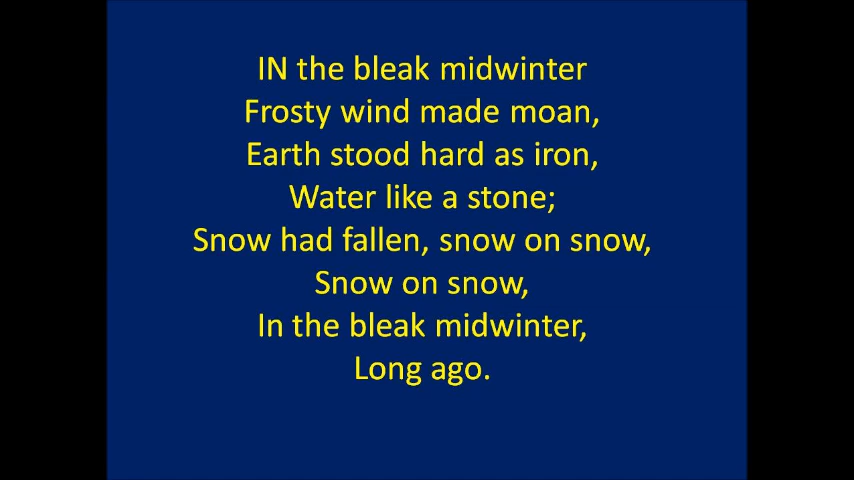 IN the bleak midwinter
Frosty wind made moan,
Earth stood hard as iron,
Water like a stone;
Snow had fallen, snow on snow,
Snow on snow,
In the bleak midwinter,
Long ago.